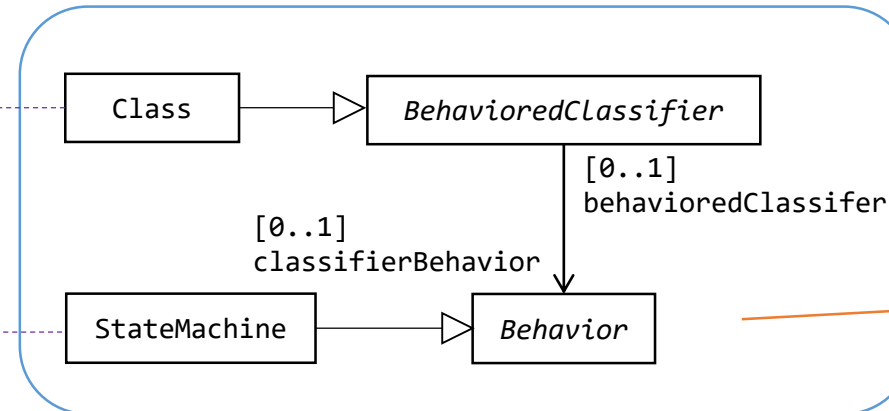 Class
BehavioredClassifier
[0..1]
behavioredClassifer
[0..1]
classifierBehavior
StateMachine
Behavior